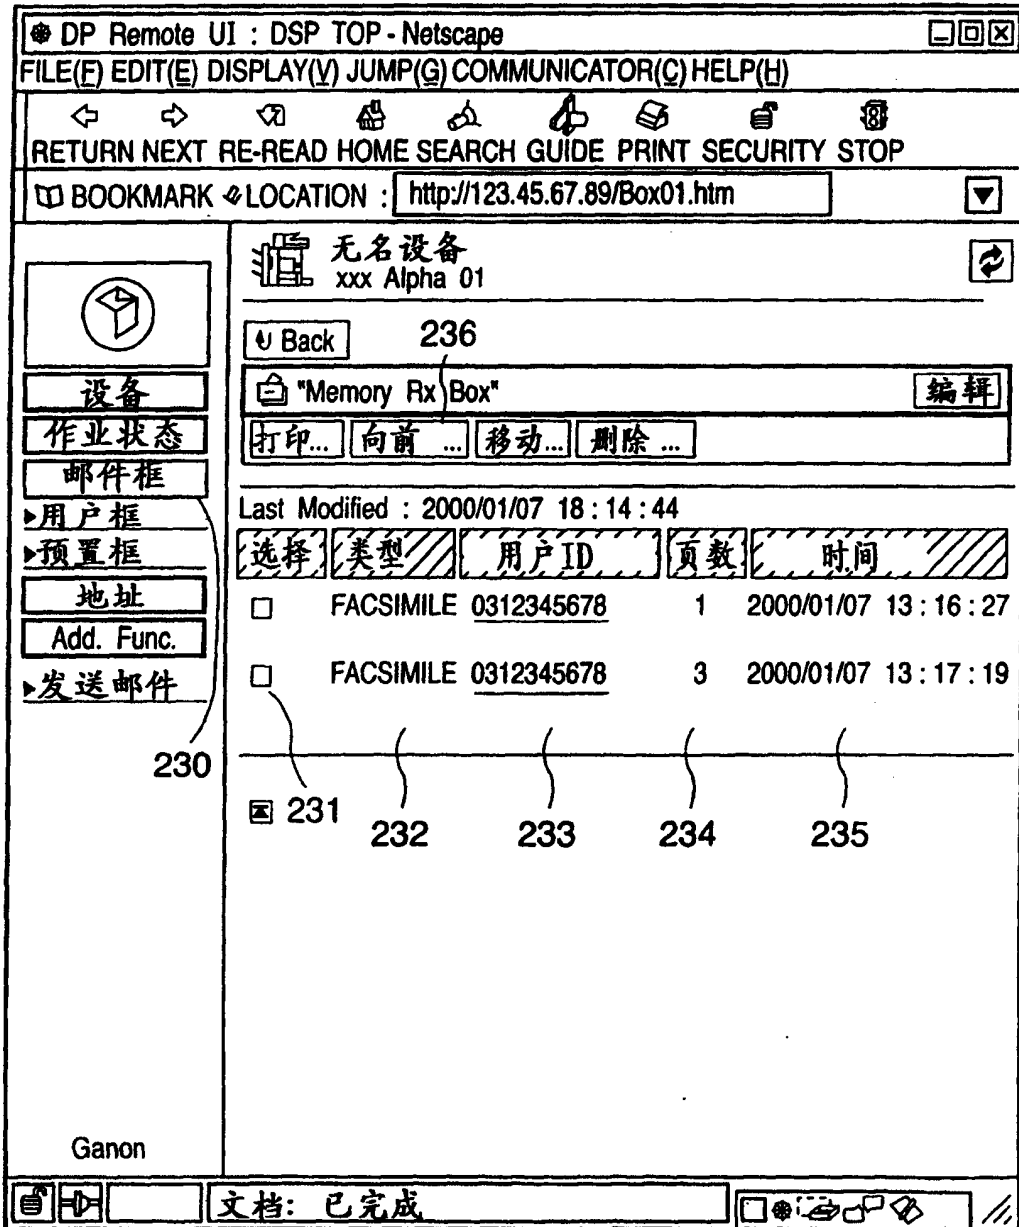 DP Remote UI : DSP TOP - Netscape
FILE(F) EDIT(E) DISPLAY(V) JUMP(G) COMMUNICATOR(C) HELP(H)
RETURN NEXT RE-READ HOME SEARCH GUIDE PRINT SECURITY STOP
BOOKMARK LOCATION : http://123.45.67.89/Box01.htm
无名设备
xxx Alpha 01
Back
236
"Memory Rx Box" 编辑
打印... 向前 ... 移动... 删除 ...
Last Modified : 2000/01/07 18 : 14 : 44
选择 类型 用户ID 页数 时间
FACSIMILE 0312345678 1 2000/01/07 13 : 16 : 27
FACSIMILE 0312345678 3 2000/01/07 13 : 17 : 19
设备
作业状态
邮件框
用户框
预置框
地址
Add. Func.
发送邮件
230
231
232
233
234
235
Ganon
文档: 已完成